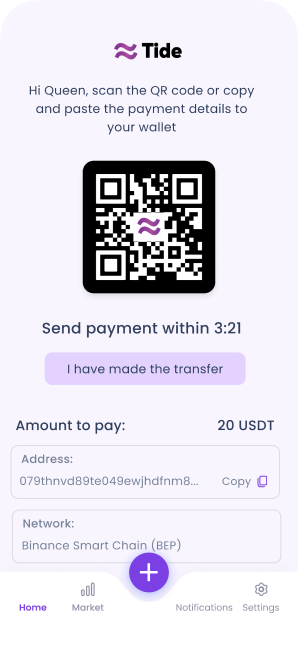 Tide
Hi Queen, scan the QR code or copy
and paste the payment details to
your wallet
Send payment within 3:21
I have made the transfer
Amount to pay: 20 USDT
Address:
079thnvd89te049ewjhdfnm8... Copy
Network:
Binance Smart Chain (BEP)
Home Market Notifications Settings